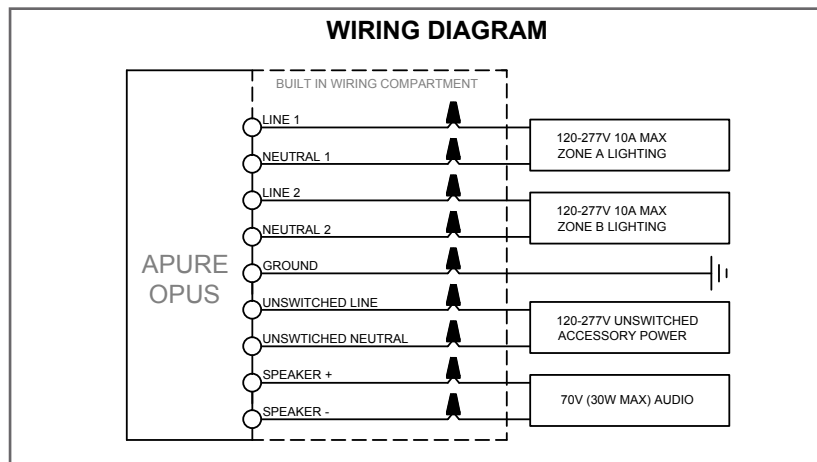 WIRING DIAGRAM
BUILT IN WIRING COMPARTMENT
LINE 1
NEUTRAL 1
LINE 2
NEUTRAL 2
GROUND
UNSWITCHED LINE
UNSWTICHED NEUTRAL
SPEAKER +
SPEAKER -
APURE
OPUS
120-277V 10A MAX
ZONE A LIGHTING
120-277V 10A MAX
ZONE B LIGHTING
120-277V UNSWITCHED
ACCESSORY POWER
70V (30W MAX) AUDIO